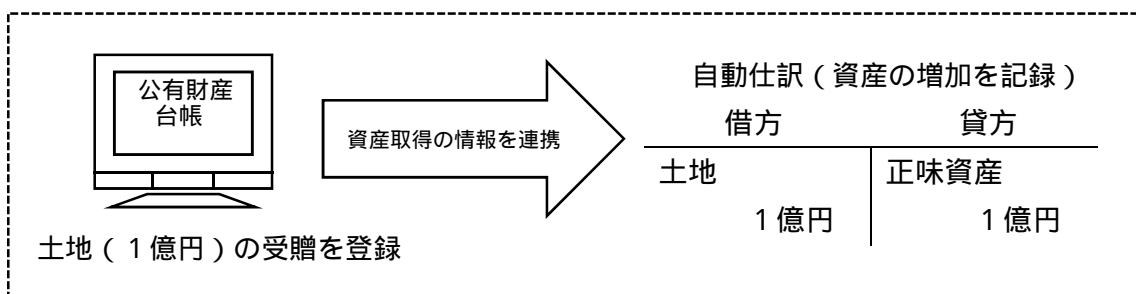 公有財産
台帳
資産取得の情報を連携
土地(1億円)の受贈を登録
自動仕訳(資産の増加を記録)
借方 貸方
土地 正味資産
1億円 1億円